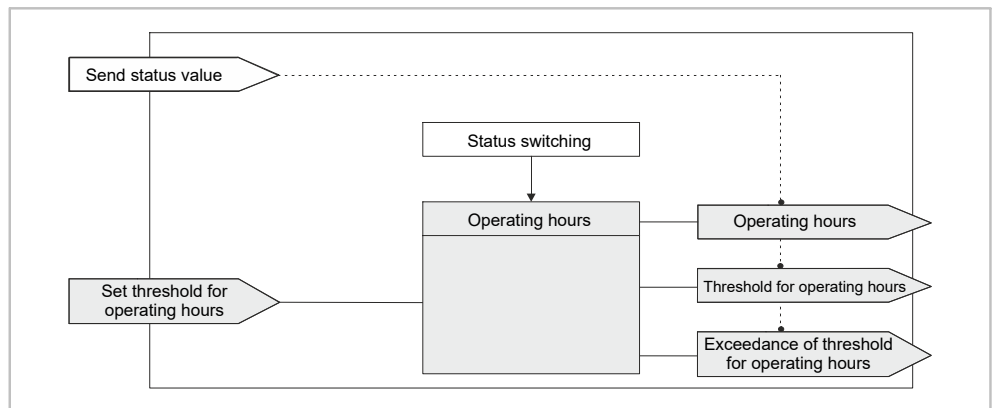 Send status value
Status switching
Operating hours
Operating hours
Set threshold for
operating hours
Threshold for operating hours
Exceedance of threshold
for operating hours